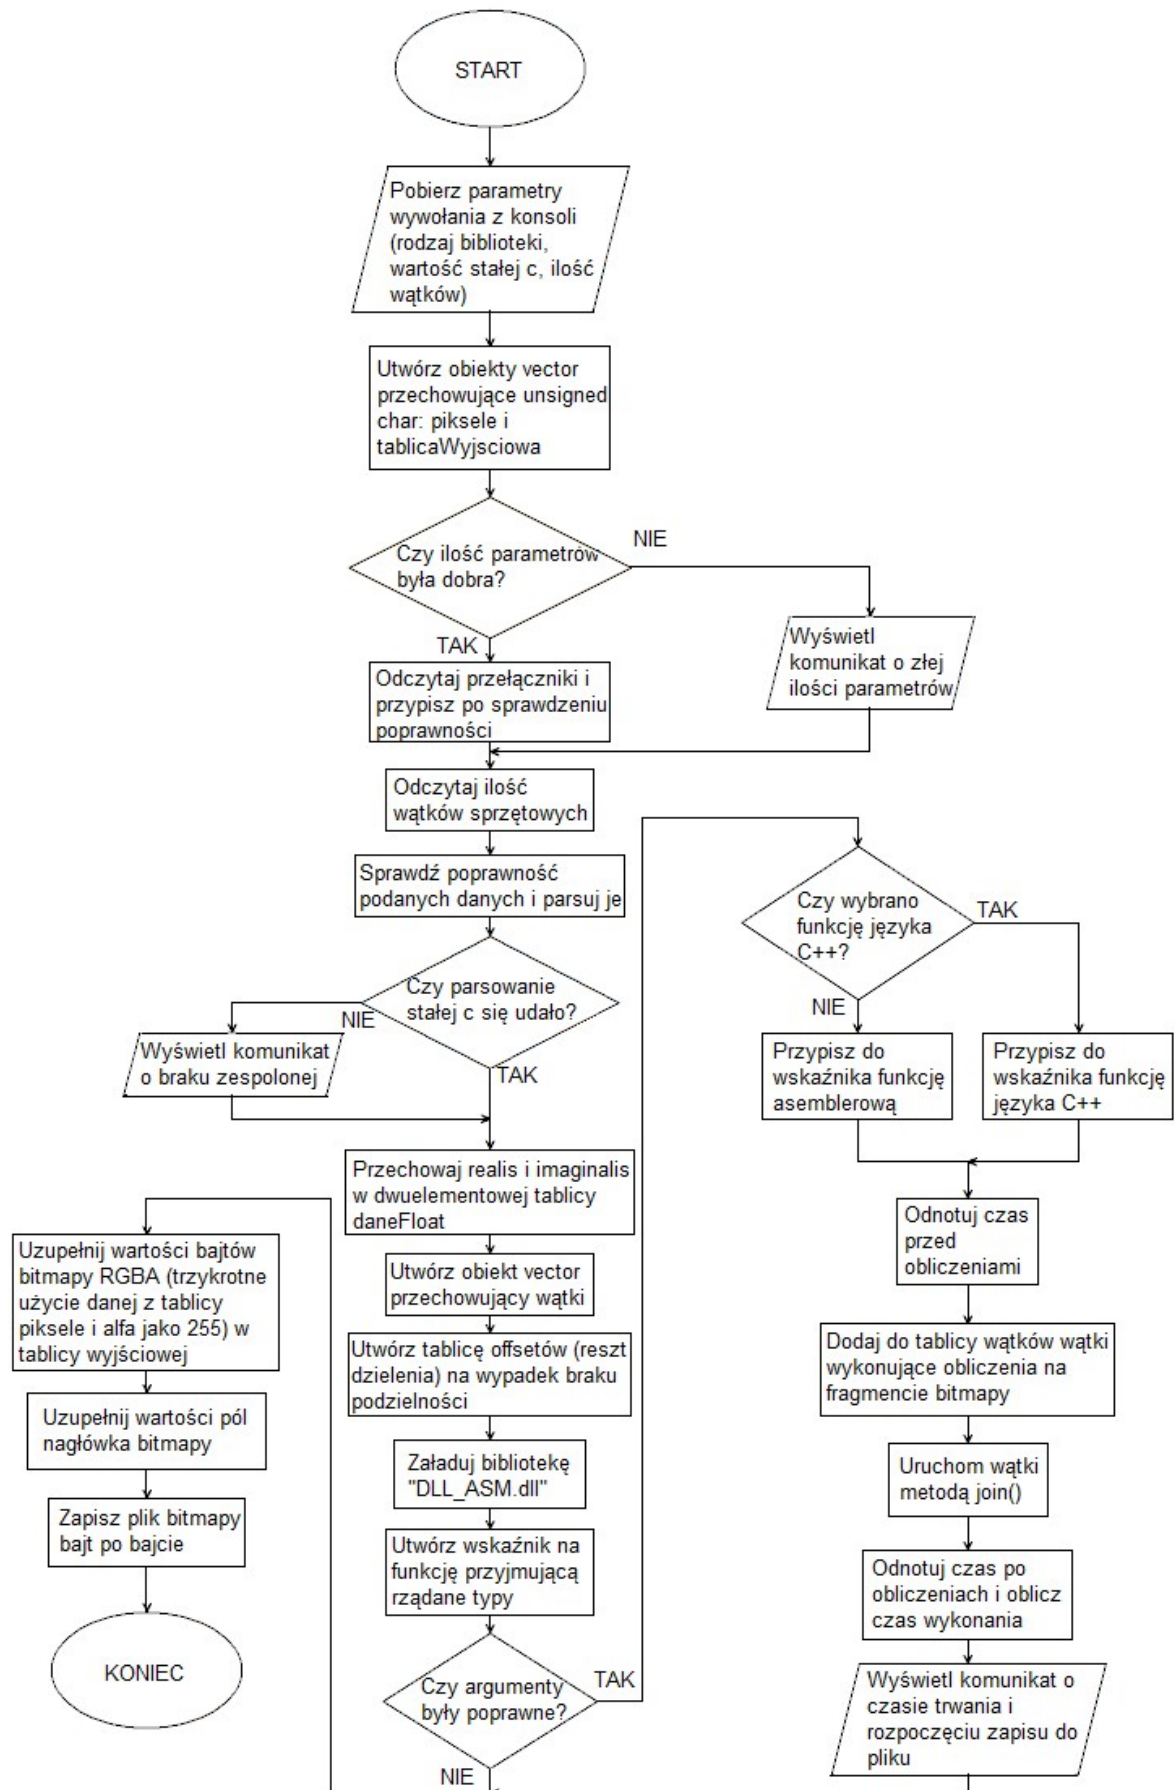 START
Pobierz parametry
wywołania z konsoli
(rodzaj biblioteki,
wartość stałej c, ilość
wątków)
Utwórz obiekty vector
przechowujące unsigned
char: piksele i
tablicaWyjsciowa
Czy ilość parametrów
była dobra?
NIE
TAK
Wyświetl
komunikat o złej
ilości parametrów
Odczytaj przełączniki i
przypisz po sprawdzeniu
poprawności
Odczytaj ilość
wątków sprzętowych
Sprawdź poprawność
podanych danych i parsuj je
Czy parsowanie
stałej c się udało?
NIE
TAK
Wyświetl komunikat
o braku zespolonej
Przechowaj realis i imaginalis
w dwuelementowej tablicy
daneFloat
Utwórz obiekt vector
przechowujący wątki
Utwórz tablicę offsetów (reszt
dzielenia) na wypadek braku
podzielności
Załaduj bibliotekę
"DLL_ASM.dll"
Utwórz wskaźnik na
funkcję przyjmującą
rządane typy
Czy argumenty
były poprawne?
TAK
NIE
Czy wybrano
funkcję języka
C++?
TAK
NIE
Przypisz do
wskaźnika funkcję
asemblerową
Przypisz do
wskaźnika funkcję
języka C++
Odnotuj czas
przed
obliczeniami
Dodaj do tablicy wątków wątki
wykonujące obliczenia na
fragmencie bitmapy
Uruchom wątki
metodą join()
Odnotuj czas po
obliczeniach i oblicz
czas wykonania
Wyświetl komunikat o
czasie trwania i
rozpoczęciu zapisu do
pliku
Uzupełnij wartości bajtów
bitmapy RGBA (trzykrotne
użycie danej z tablicy
piksele i alfa jako 255) w
tablicy wyjściowej
Uzupełnij wartości pól
nagłówka bitmapy
Zapisz plik bitmapy
bajt po bajcie
KONIEC